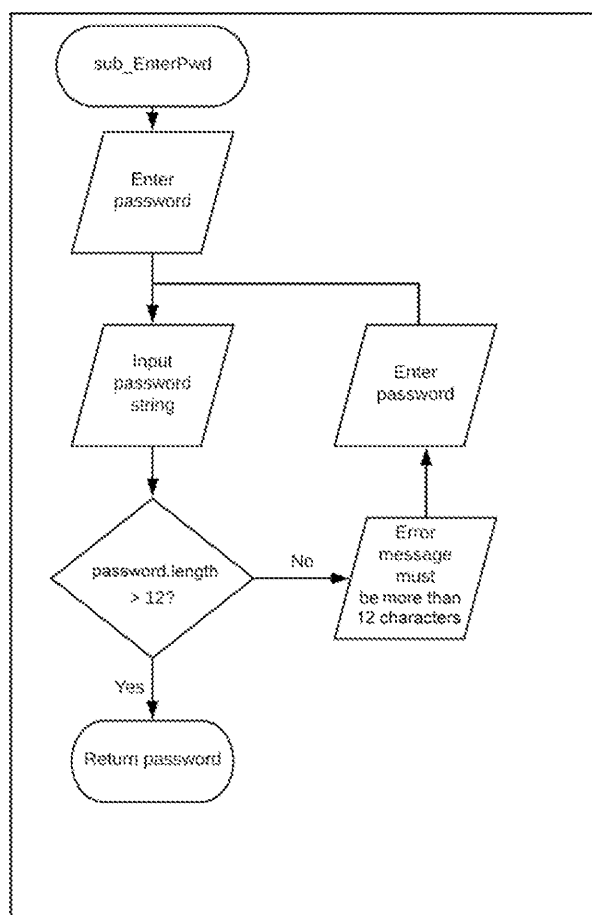 sub_EnterPwd
Enter
password
Input
password
string
Enter
password
password.length
> 12?
No
Error
message
must
be more than
12 characters
Yes
Return password